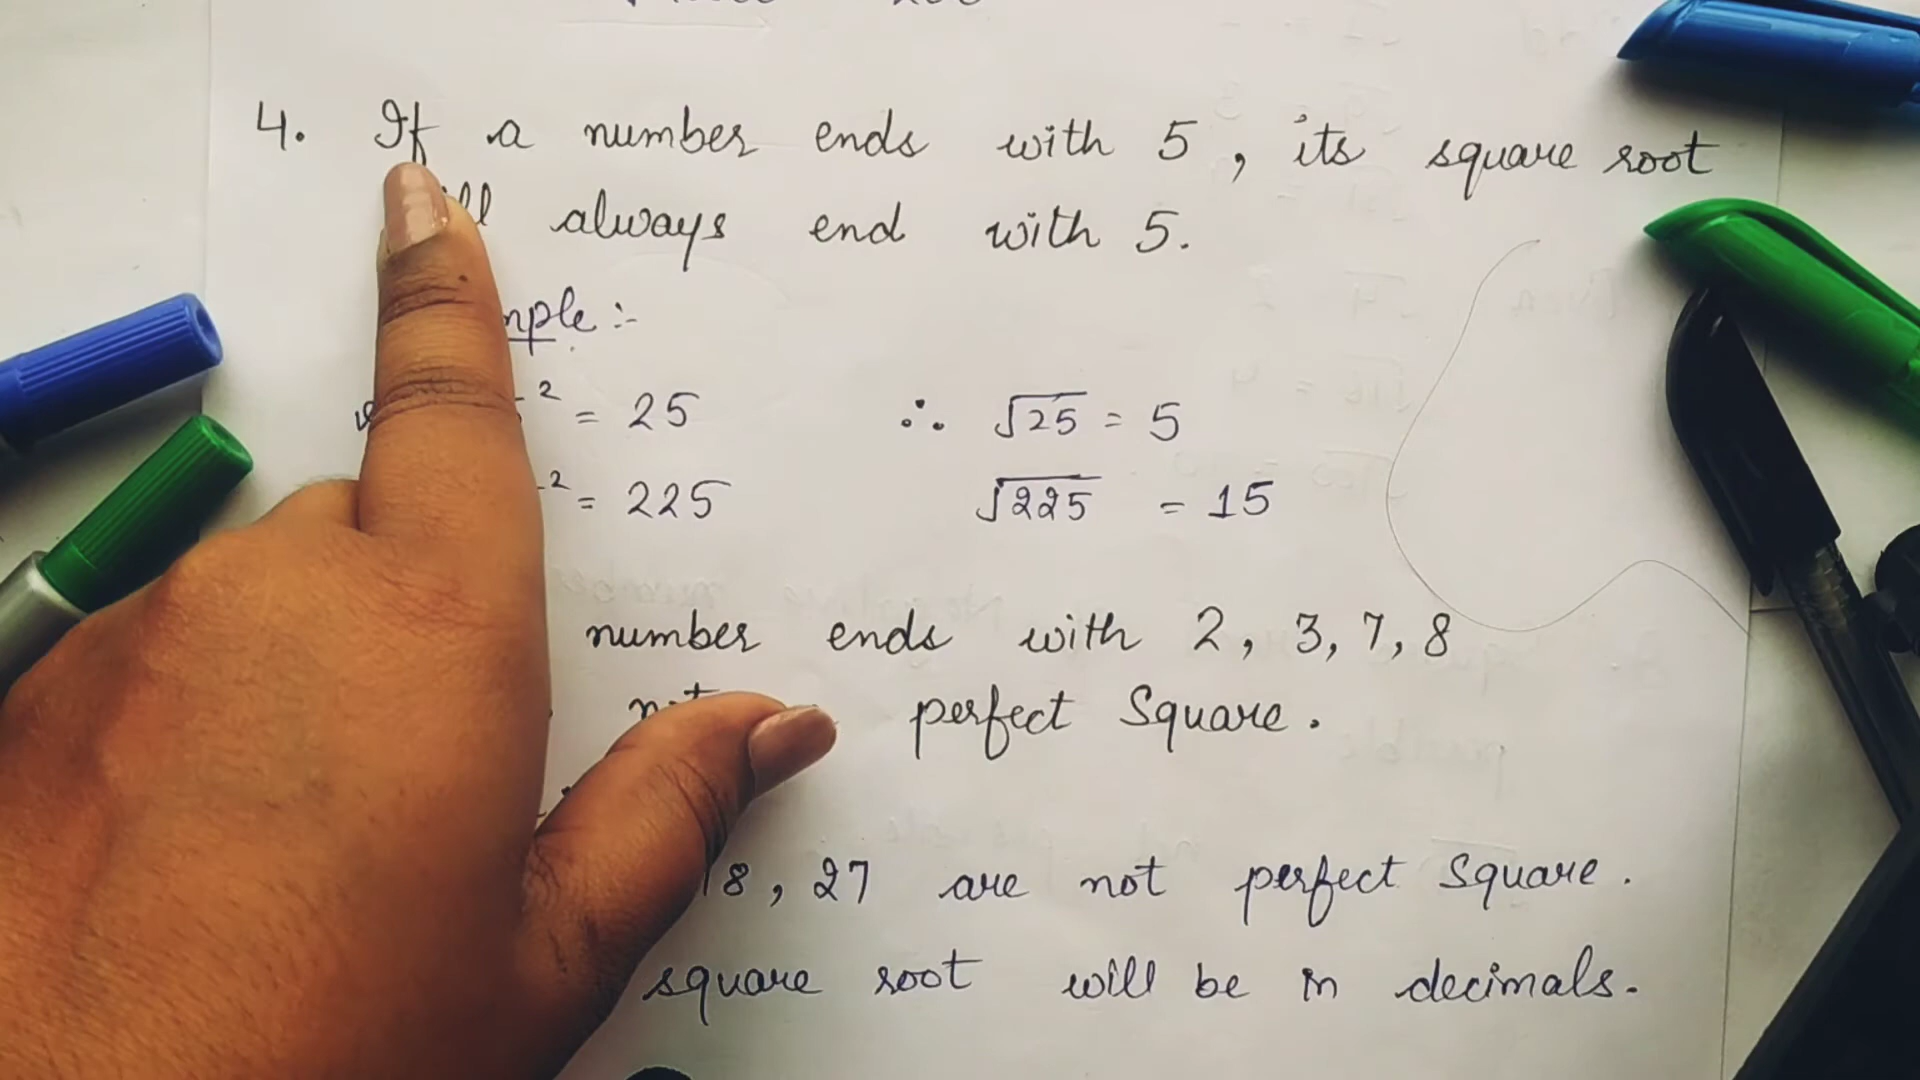 4. If a number ends with 5, its square root
always end with 5.
:-
² = 25 ∴ √25 = 5
² = 225 √225 = 15
number ends with 2, 3, 7, 8
perfect Square.
18, 27 are not perfect Square.
square root will be in decimals.